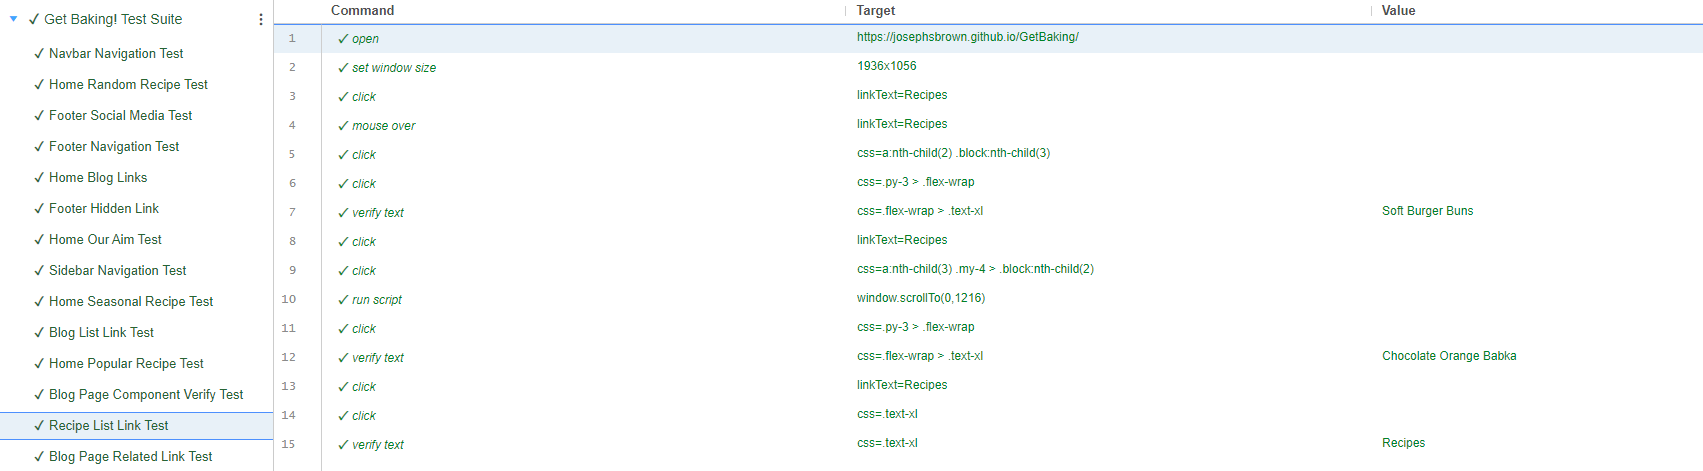 ✓ Get Baking! Test Suite
✓ Navbar Navigation Test
✓ Home Random Recipe Test
✓ Footer Social Media Test
✓ Footer Navigation Test
✓ Home Blog Links
✓ Footer Hidden Link
✓ Home Our Aim Test
✓ Sidebar Navigation Test
✓ Home Seasonal Recipe Test
✓ Blog List Link Test
✓ Home Popular Recipe Test
✓ Blog Page Component Verify Test
✓ Recipe List Link Test
✓ Blog Page Related Link Test
Command Target Value
1 ✓ open https://josephsbrown.github.io/GetBaking/
2 ✓ set window size 1936x1056
3 ✓ click linkText=Recipes
4 ✓ mouse over linkText=Recipes
5 ✓ click css=a:nth-child(2) .block:nth-child(3)
6 ✓ click css=.py-3 > .flex-wrap
7 ✓ verify text css=.flex-wrap > .text-xl Soft Burger Buns
8 ✓ click linkText=Recipes
9 ✓ click css=a:nth-child(3) .my-4 > .block:nth-child(2)
10 ✓ run script window.scrollTo(0,1216)
11 ✓ click css=.py-3 > .flex-wrap
12 ✓ verify text css=.flex-wrap > .text-xl Chocolate Orange Babka
13 ✓ click linkText=Recipes
14 ✓ click css=.text-xl
15 ✓ verify text css=.text-xl Recipes